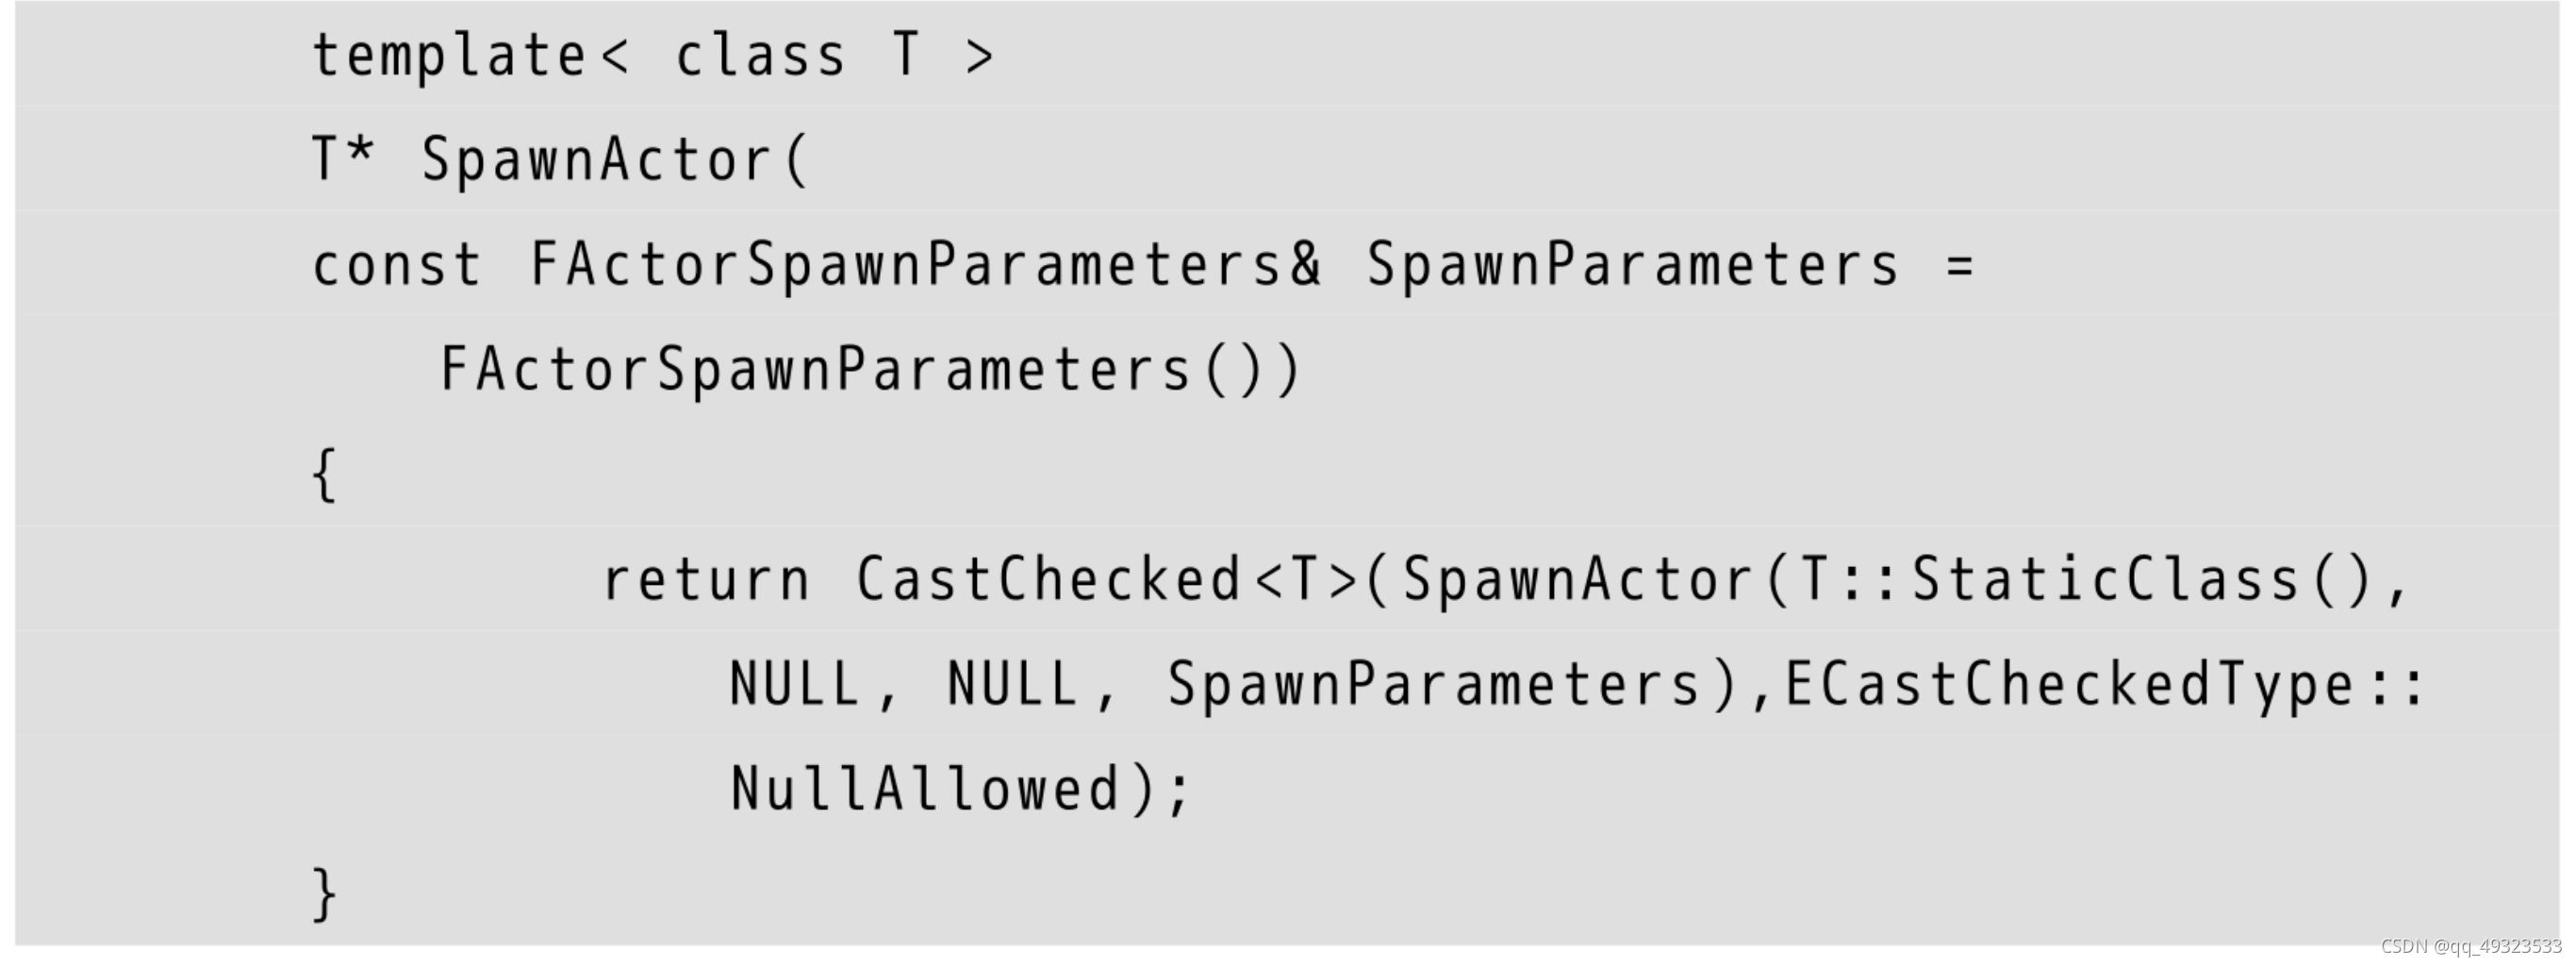 template< class T >
T* SpawnActor(
const FActorSpawnParameters& SpawnParameters =
FActorSpawnParameters())
{
return CastChecked<T>(SpawnActor(T::StaticClass(),
NULL, NULL, SpawnParameters),ECastCheckedType::
NullAllowed);
}
CSDN @qq_49323533